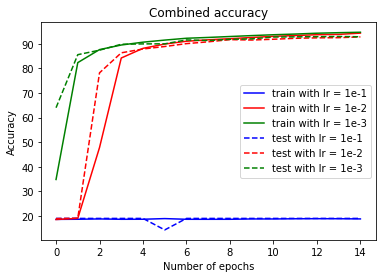 Combined accuracy
Accuracy
90
80
70
60
50
40
30
20
train with lr = 1e-1
train with lr = 1e-2
train with lr = 1e-3
test with lr = 1e-1
test with lr = 1e-2
test with lr = 1e-3
0 2 4 6 8 10 12 14
Number of epochs